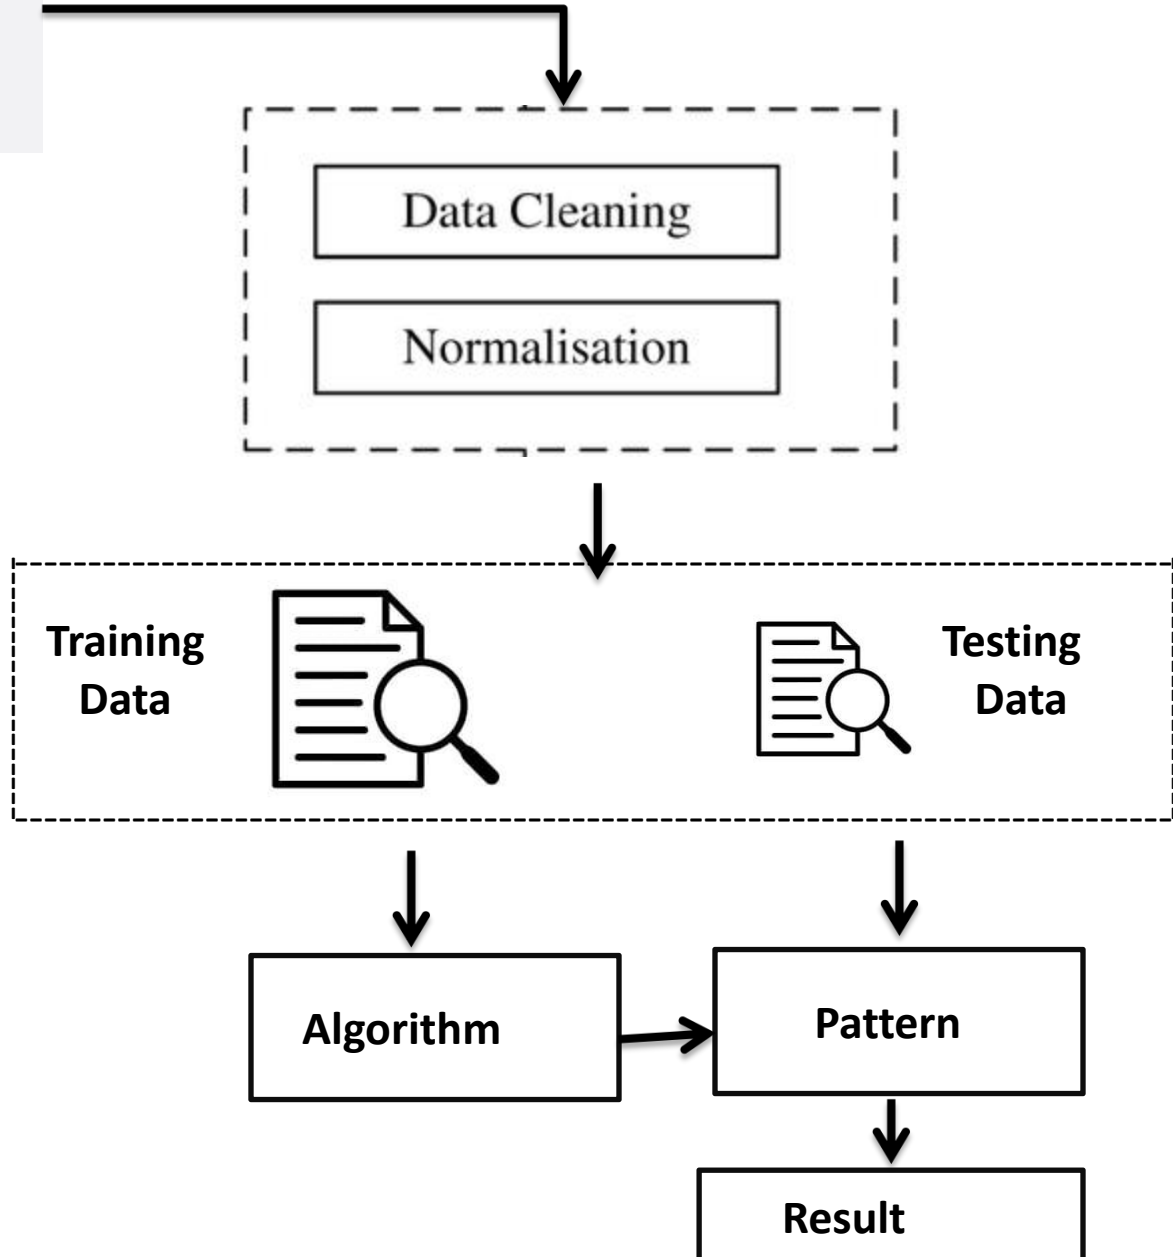 Data Cleaning
Normalisation
Training
Data
Testing
Data
Algorithm
Pattern
Result